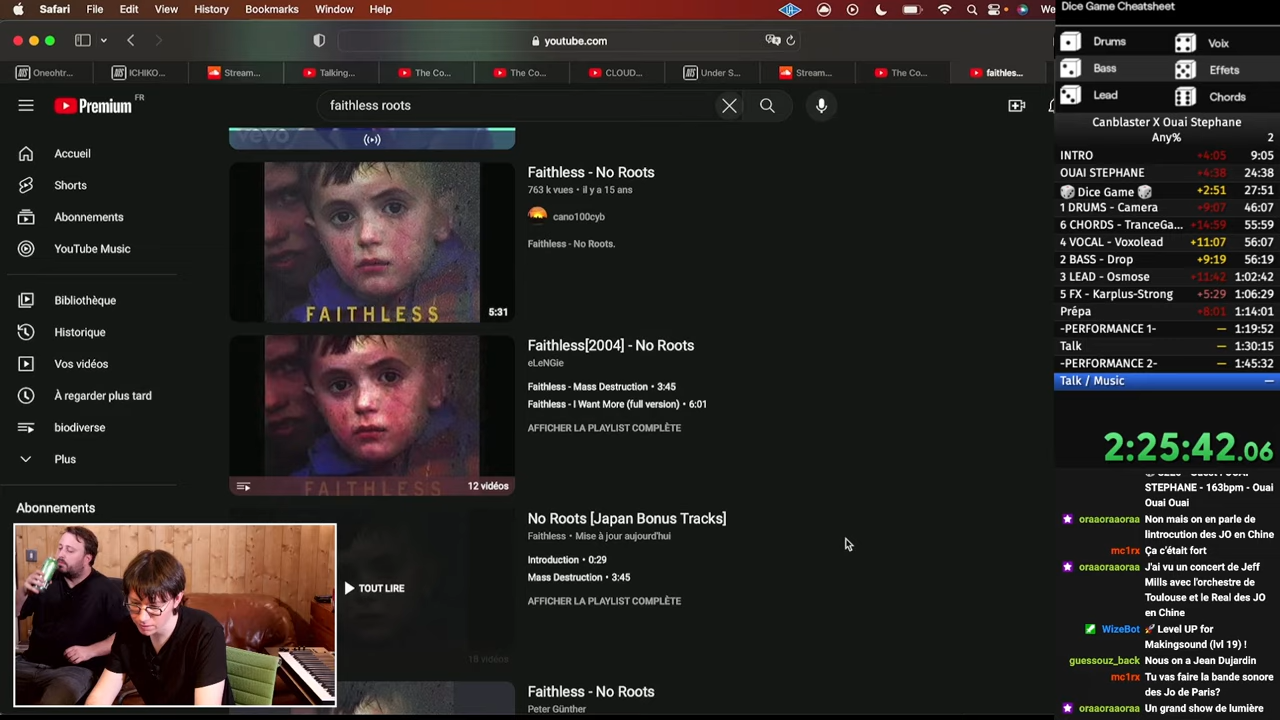 Safari File Edit View History Bookmarks Window Help We
youtube.com
Oneohtr... ICHIKO... Stream... Talking... The Co... The Co... CLOUD... Under S... Stream... The Co... faithles...
Premium FR
faithless roots
Accueil
Shorts
Abonnements
YouTube Music
Bibliothèque
Historique
Vos vidéos
À regarder plus tard
biodiverse
Plus
Abonnements
Faithless - No Roots
763 k vues • il y a 15 ans
cano100cyb
Faithless - No Roots.
FAITHLESS
5:31
Faithless[2004] - No Roots
eLeNGie
Faithless - Mass Destruction • 3:45
Faithless - I Want More (full version) • 6:01
AFFICHER LA PLAYLIST COMPLÈTE
FAITHLESS
12 vidéos
No Roots [Japan Bonus Tracks]
Faithless • Mise à jour aujourd'hui
Introduction • 0:29
Mass Destruction • 3:45
TOUT LIRE
AFFICHER LA PLAYLIST COMPLÈTE
Faithless - No Roots
Peter Günther
Dice Game Cheatsheet
Drums Voix
Bass Effets
Lead Chords
Canblaster X Ouai Stephane
Any% 2
INTRO +4:05 9:05
OUAI STEPHANE +4:38 24:38
🎲 Dice Game 🎲 +2:51 27:51
1 DRUMS - Camera +9:07 46:07
6 CHORDS - TranceGa... +14:59 55:59
4 VOCAL - Voxolead +11:07 56:07
2 BASS - Drop +9:19 56:19
3 LEAD - Osmose +11:42 1:02:42
5 FX - Karplus-Strong +5:29 1:06:29
Prépa +8:01 1:14:01
-PERFORMANCE 1- — 1:19:52
Talk — 1:30:15
-PERFORMANCE 2- — 1:45:32
Talk / Music —
2:25:42.06
STEPHANE - 163bpm - Ouai
Ouai Ouai
oraaoraaoraa Non mais on en parle de
lintrocution des JO en Chine
mc1rx Ça c'était fort
oraaoraaoraa J'ai vu un concert de Jeff
Mills avec l'orchestre de
Toulouse et le Real des JO
en Chine
WizeBot 🚀 Level UP for
Makingsound (lvl 19) !
guessouz_back Nous on a Jean Dujardin
mc1rx Tu vas faire la bande sonore
des Jo de Paris?
oraaoraaoraa Un grand show de lumière